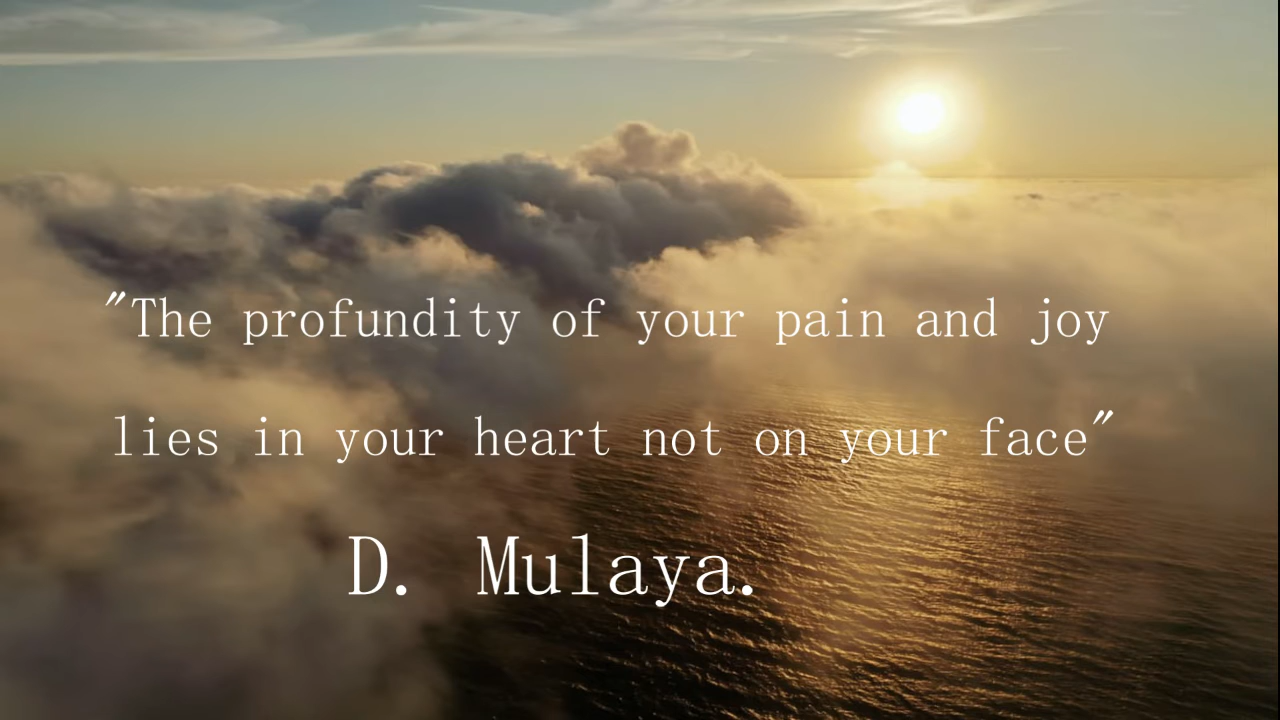 "The profundity of your pain and joy
lies in your heart not on your face"
D. Mulaya.